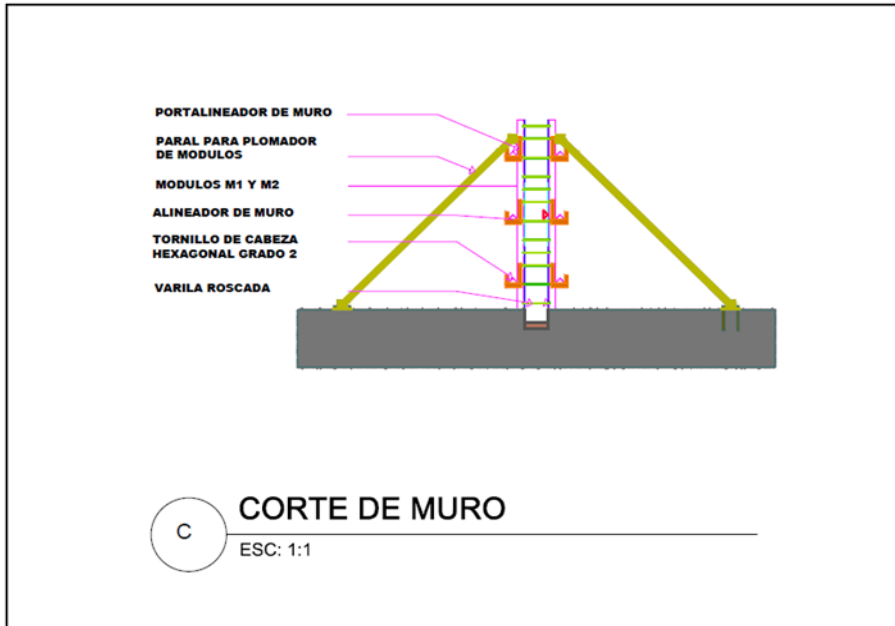 PORTALINEADOR DE MURO
PARAL PARA PLOMADOR
DE MODULOS
MODULOS M1 Y M2
ALINEADOR DE MURO
TORNILLO DE CABEZA
HEXAGONAL GRADO 2
VARILA ROSCADA
C
CORTE DE MURO
ESC: 1:1